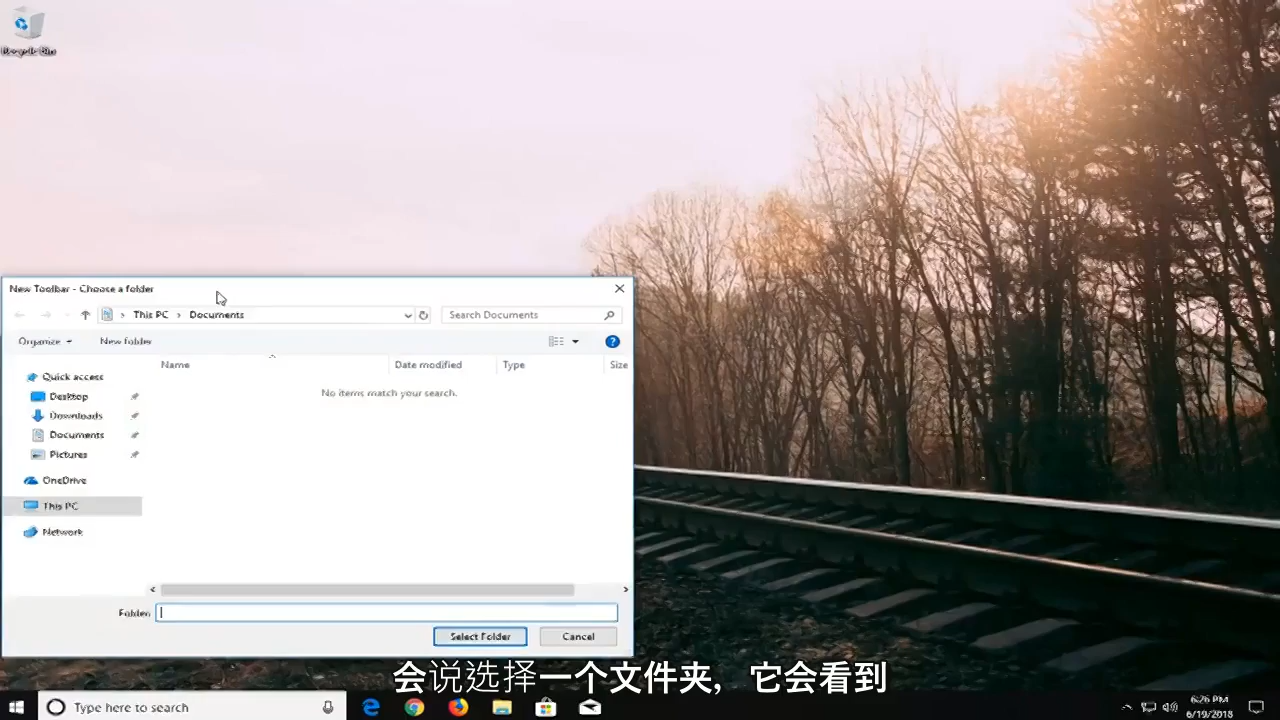 Recycle Bin
New Toolbar - Choose a folder
This PC > Documents
Search Documents
Organize
New folder
Name
Date modified
Type
Size
No items match your search.
Quick access
Desktop
Downloads
Documents
Pictures
OneDrive
This PC
Network
Folder:
Select Folder
Cancel
会说选择一个文件夹，它会看到
Type here to search
6:26 PM
6/19/2018